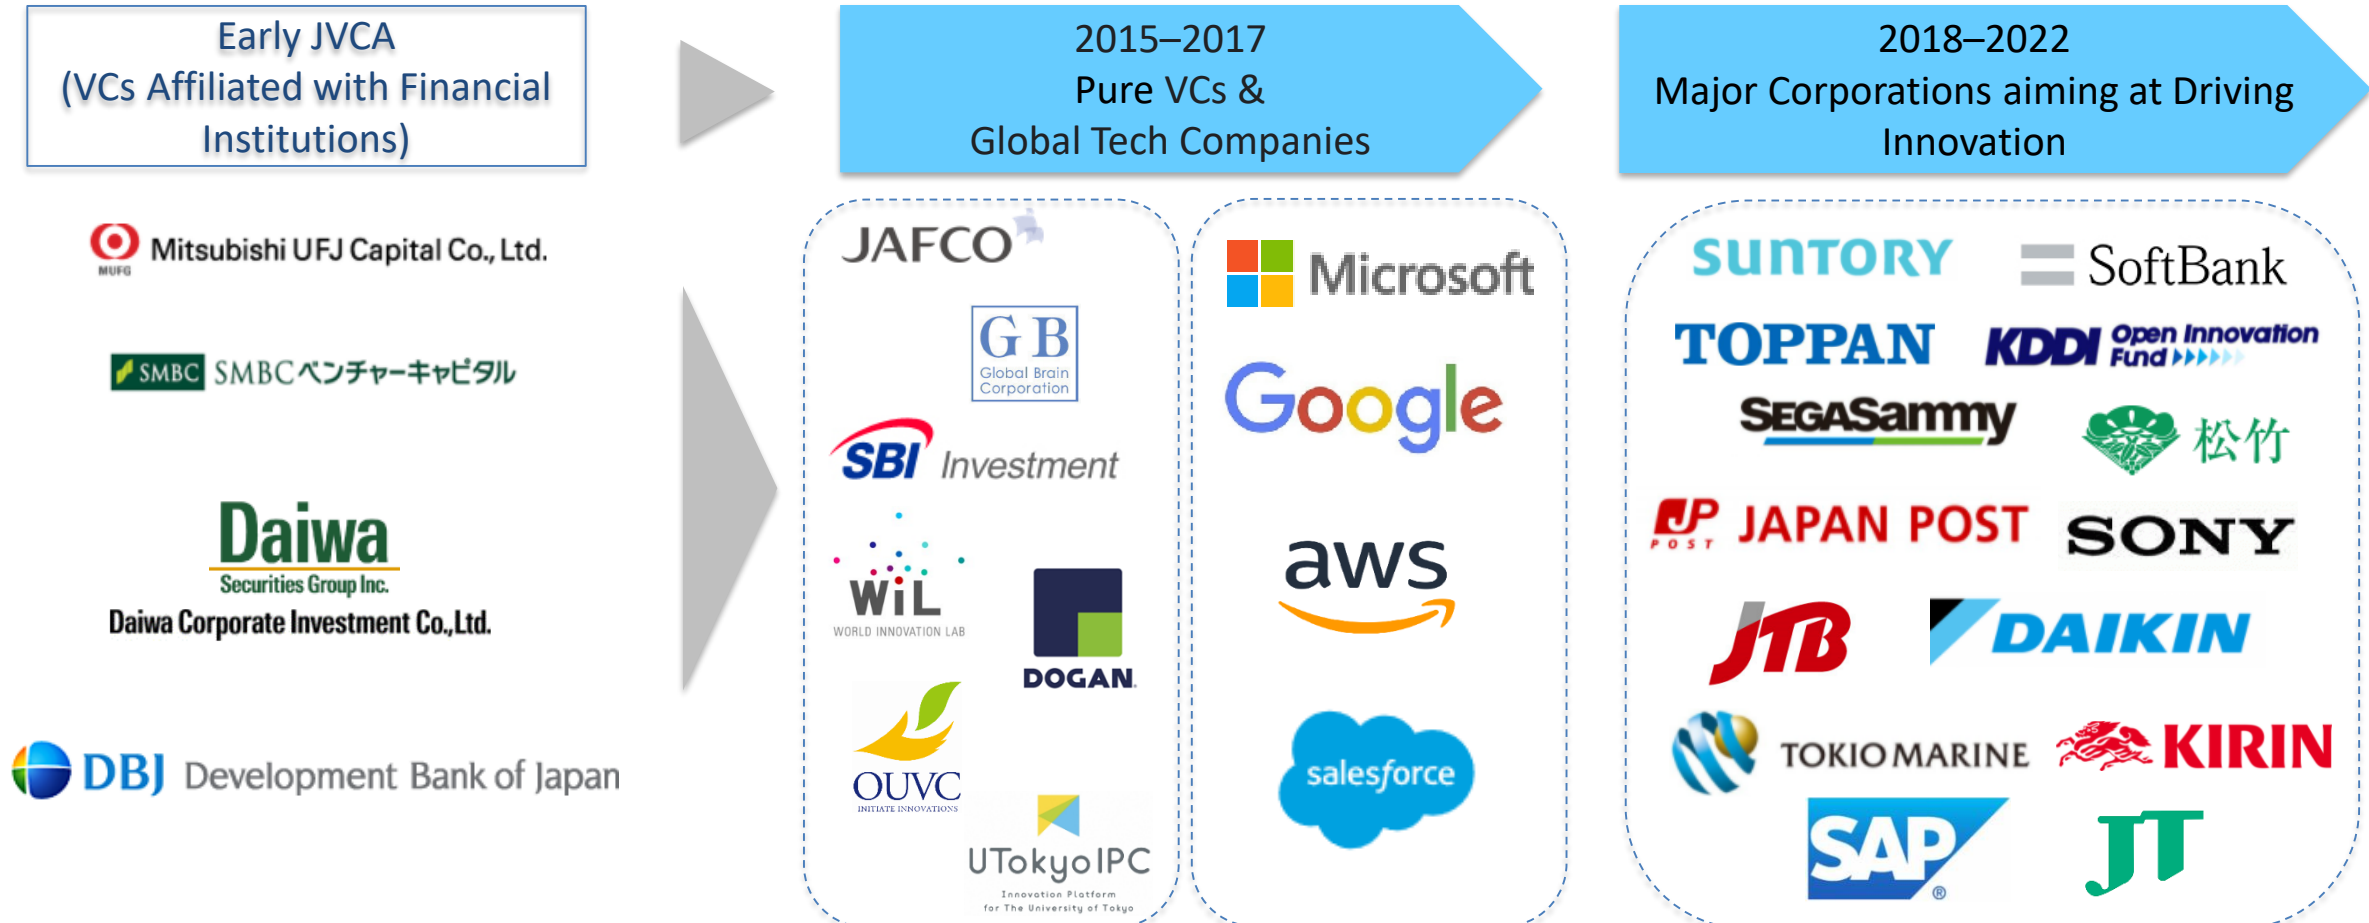 Early JVCA
(VCs Affiliated with Financial
Institutions)
MUFG
Mitsubishi UFJ Capital Co., Ltd.
SMBC SMBCベンチャーキャピタル
Daiwa
Securities Group Inc.
Daiwa Corporate Investment Co.,Ltd.
DBJ Development Bank of Japan
2015–2017
Pure VCs &
Global Tech Companies
JAFCO
G B
Global Brain
Corporation
SBI Investment
WiL
WORLD INNOVATION LAB
DOGAN
OUVC
INITIATE INNOVATIONS
UTokyoIPC
Innovation Platform
for The University of Tokyo
Microsoft
Google
aws
salesforce
2018–2022
Major Corporations aiming at Driving
Innovation
SUNTORY
SoftBank
TOPPAN
KDDI Open Innovation
Fund
SEGASammy
松竹
JP
POST
JAPAN POST
SONY
JTB
DAIKIN
TOKIO MARINE
KIRIN
SAP®
JT